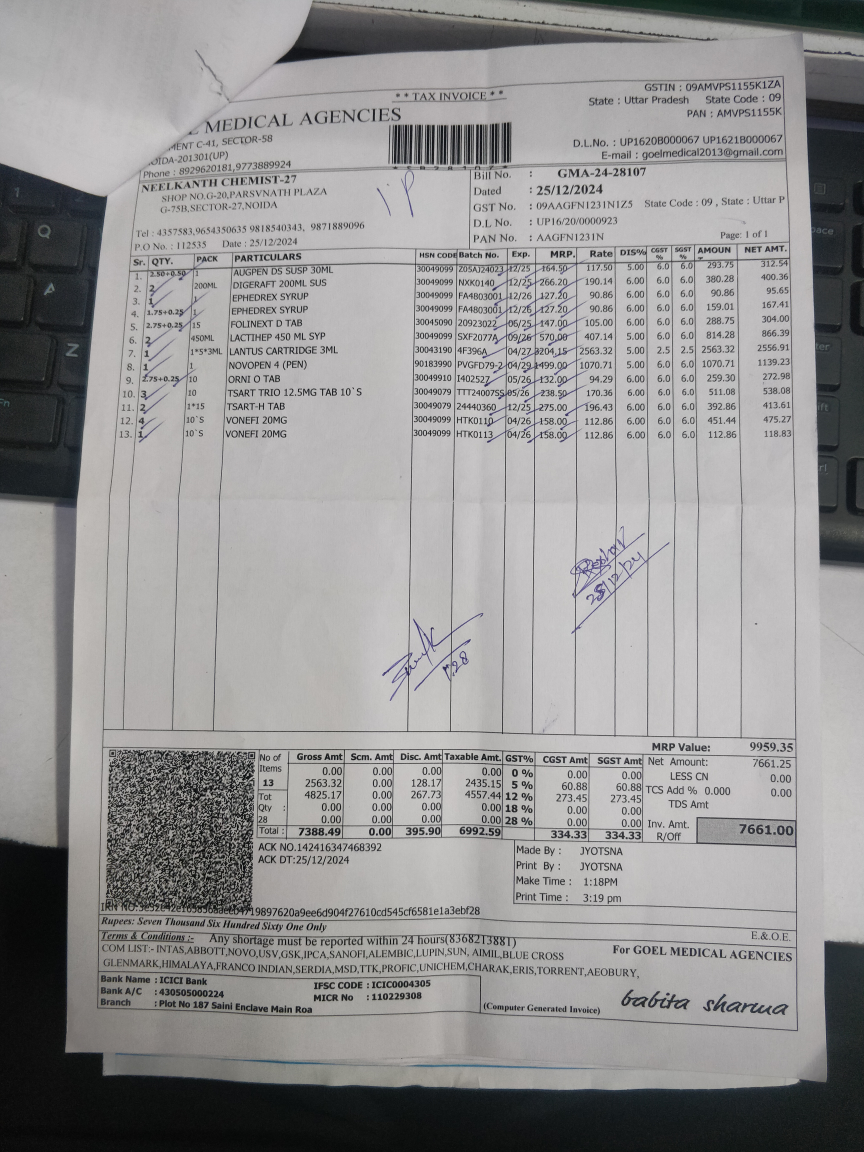 * * TAX INVOICE * *
GSTIN : 09AMVPS1155K1ZA
State : Uttar Pradesh State Code : 09
PAN : AMVPS1155K
L MEDICAL AGENCIES
MENT C-41, SECTOR-58
NOIDA-201301(UP)
Phone : 8929620181,9773889924
D.L.No. : UP1620B000067 UP1621B000067
E-mail : goelmedical2013@gmail.com
NEELKANTH CHEMIST-27
SHOP NO.G-20,PARSVNATH PLAZA
G-75B,SECTOR-27,NOIDA
Tel : 4357583,9654350635 9818540343, 9871889096
P.O No. : 112535 Date : 25/12/2024
Bill No. : GMA-24-28107
Dated : 25/12/2024
GST No. : 09AAGFN1231N1Z5 State Code : 09 , State : Uttar P
D.L No. : UP16/20/0000923
PAN No. : AAGFN1231N Page: 1 of 1
Sr. QTY. PACK PARTICULARS HSN CODE Batch No. Exp. MRP. Rate DIS% CGST % SGST % AMOUN NET AMT.
1. 2.50+0.50 1 AUGPEN DS SUSP 30ML 30049099 Z05AJ24023 12/25 164.50 117.50 5.00 6.0 6.0 293.75 312.54
2. 2 200ML DIGERAFT 200ML SUS 30049099 NXK0140 12/25 266.20 190.14 6.00 6.0 6.0 380.28 400.36
3. 1 1 EPHEDREX SYRUP 30049099 FA4803001 12/26 127.20 90.86 6.00 6.0 6.0 90.86 95.65
4. 1.75+0.25 1 EPHEDREX SYRUP 30049099 FA4803001 12/26 127.20 90.86 6.00 6.0 6.0 159.01 167.41
5. 2.75+0.25 15 FOLINEXT D TAB 30045090 20923022 06/25 147.00 105.00 6.00 6.0 6.0 288.75 304.00
6. 2 450ML LACTIHEP 450 ML SYP 30049099 SXF2077A 09/26 570.00 407.14 5.00 6.0 6.0 814.28 866.39
7. 1 1*5*3ML LANTUS CARTRIDGE 3ML 30043190 4F396A 04/27 3204.15 2563.32 5.00 2.5 2.5 2563.32 2556.91
8. 1 1 NOVOPEN 4 (PEN) 90183990 PVGFD79-2 04/29 1499.00 1070.71 5.00 6.0 6.0 1070.71 1139.23
9. 2.75+0.25 10 ORNI O TAB 30049910 I402527 05/26 132.00 94.29 6.00 6.0 6.0 259.30 272.98
10. 3 10 TSART TRIO 12.5MG TAB 10`S 30049079 TTT2400755 05/26 238.50 170.36 6.00 6.0 6.0 511.08 538.08
11. 2 1*15 TSART-H TAB 30049079 24440360 12/25 275.00 196.43 6.00 6.0 6.0 392.86 413.61
12. 4 10`S VONEFI 20MG 30049099 HTK0110 04/26 158.00 112.86 6.00 6.0 6.0 451.44 475.27
13. 1 10`S VONEFI 20MG 30049099 HTK0113 04/26 158.00 112.86 6.00 6.0 6.0 112.86 118.83
25/12/24
MRP Value: 9959.35
No of Items 13 Tot Qty : 28
Gross Amt Scm. Amt Disc. Amt Taxable Amt. GST% CGST Amt SGST Amt
0.00 0.00 0.00 0.00 0 % 0.00 0.00
2563.32 0.00 128.17 2435.15 5 % 60.88 60.88
4825.17 0.00 267.73 4557.44 12 % 273.45 273.45
0.00 0.00 0.00 0.00 18 % 0.00 0.00
0.00 0.00 0.00 0.00 28 % 0.00 0.00
Total : 7388.49 0.00 395.90 6992.59 334.33 334.33
Net Amount: 7661.25
LESS CN 0.00
TCS Add % 0.000 0.00
TDS Amt
Inv. Amt. R/Off 7661.00
ACK NO.142416347468392
ACK DT:25/12/2024
Made By : JYOTSNA
Print By : JYOTSNA
Make Time : 1:18PM
Print Time : 3:19 pm
Rupees: Seven Thousand Six Hundred Sixty One Only
E.&.O.E.
Terms & Conditions :- Any shortage must be reported within 24 hours(8368213881)
COM LIST:- INTAS,ABBOTT,NOVO,USV,GSK,IPCA,SANOFI,ALEMBIC,LUPIN,SUN, AIMIL,BLUE CROSS
GLENMARK,HIMALAYA,FRANCO INDIAN,SERDIA,MSD,TTK,PROFIC,UNICHEM,CHARAK,ERIS,TORRENT,AEOBURY,
For GOEL MEDICAL AGENCIES
Bank Name : ICICI Bank
Bank A/C : 430505000224
Branch : Plot No 187 Saini Enclave Main Roa
IFSC CODE : ICIC0004305
MICR No : 110229308
(Computer Generated Invoice)
babita sharma